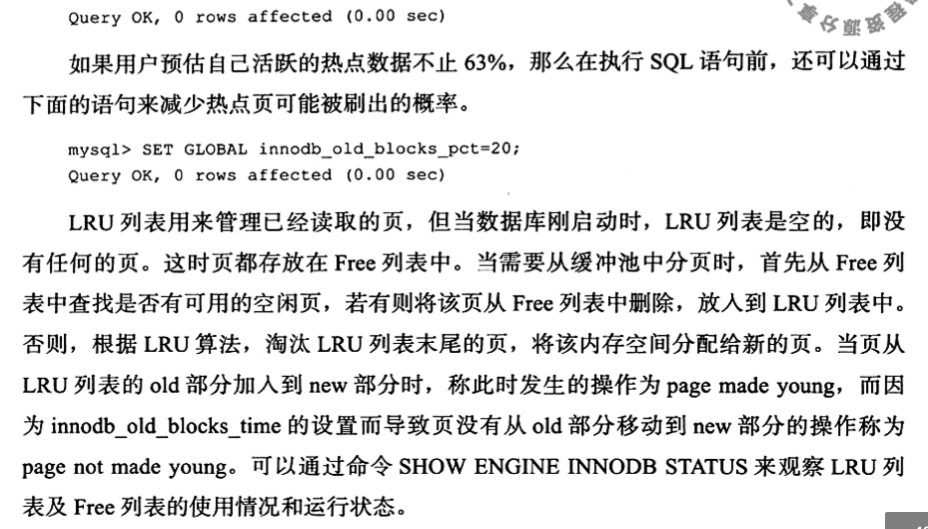 Query OK, 0 rows affected (0.00 sec)
如果用户预估自己活跃的热点数据不止 63%，那么在执行 SQL 语句前，还可以通过
下面的语句来减少热点页可能被刷出的概率。
mysql> SET GLOBAL innodb_old_blocks_pct=20;
Query OK, 0 rows affected (0.00 sec)
LRU 列表用来管理已经读取的页，但当数据库刚启动时，LRU 列表是空的，即没
有任何的页。这时页都存放在 Free 列表中。当需要从缓冲池中分页时，首先从 Free 列
表中查找是否有可用的空闲页，若有则将该页从 Free 列表中删除，放入到 LRU 列表中。
否则，根据 LRU 算法，淘汰 LRU 列表末尾的页，将该内存空间分配给新的页。当页从
LRU 列表的 old 部分加入到 new 部分时，称此时发生的操作为 page made young，而因
为 innodb_old_blocks_time 的设置而导致页没有从 old 部分移动到 new 部分的操作称为
page not made young。可以通过命令 SHOW ENGINE INNODB STATUS 来观察 LRU 列
表及 Free 列表的使用情况和运行状态。
程资源分享